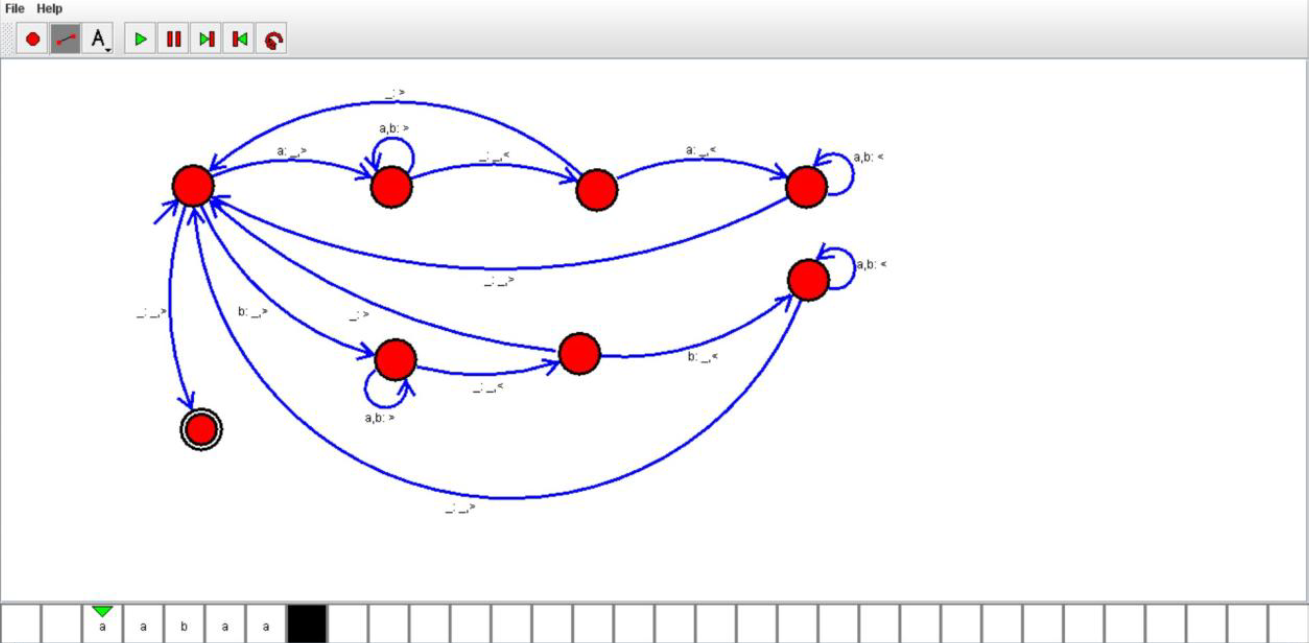 File Help
A
_: >
a,b: >
a: _,>
_: _,<
a: _,<
a,b: <
_: _,>
a,b: <
_: _,>
b: _,>
_: >
b: _,<
_: _,<
a,b: >
_: _,>
a a b a a